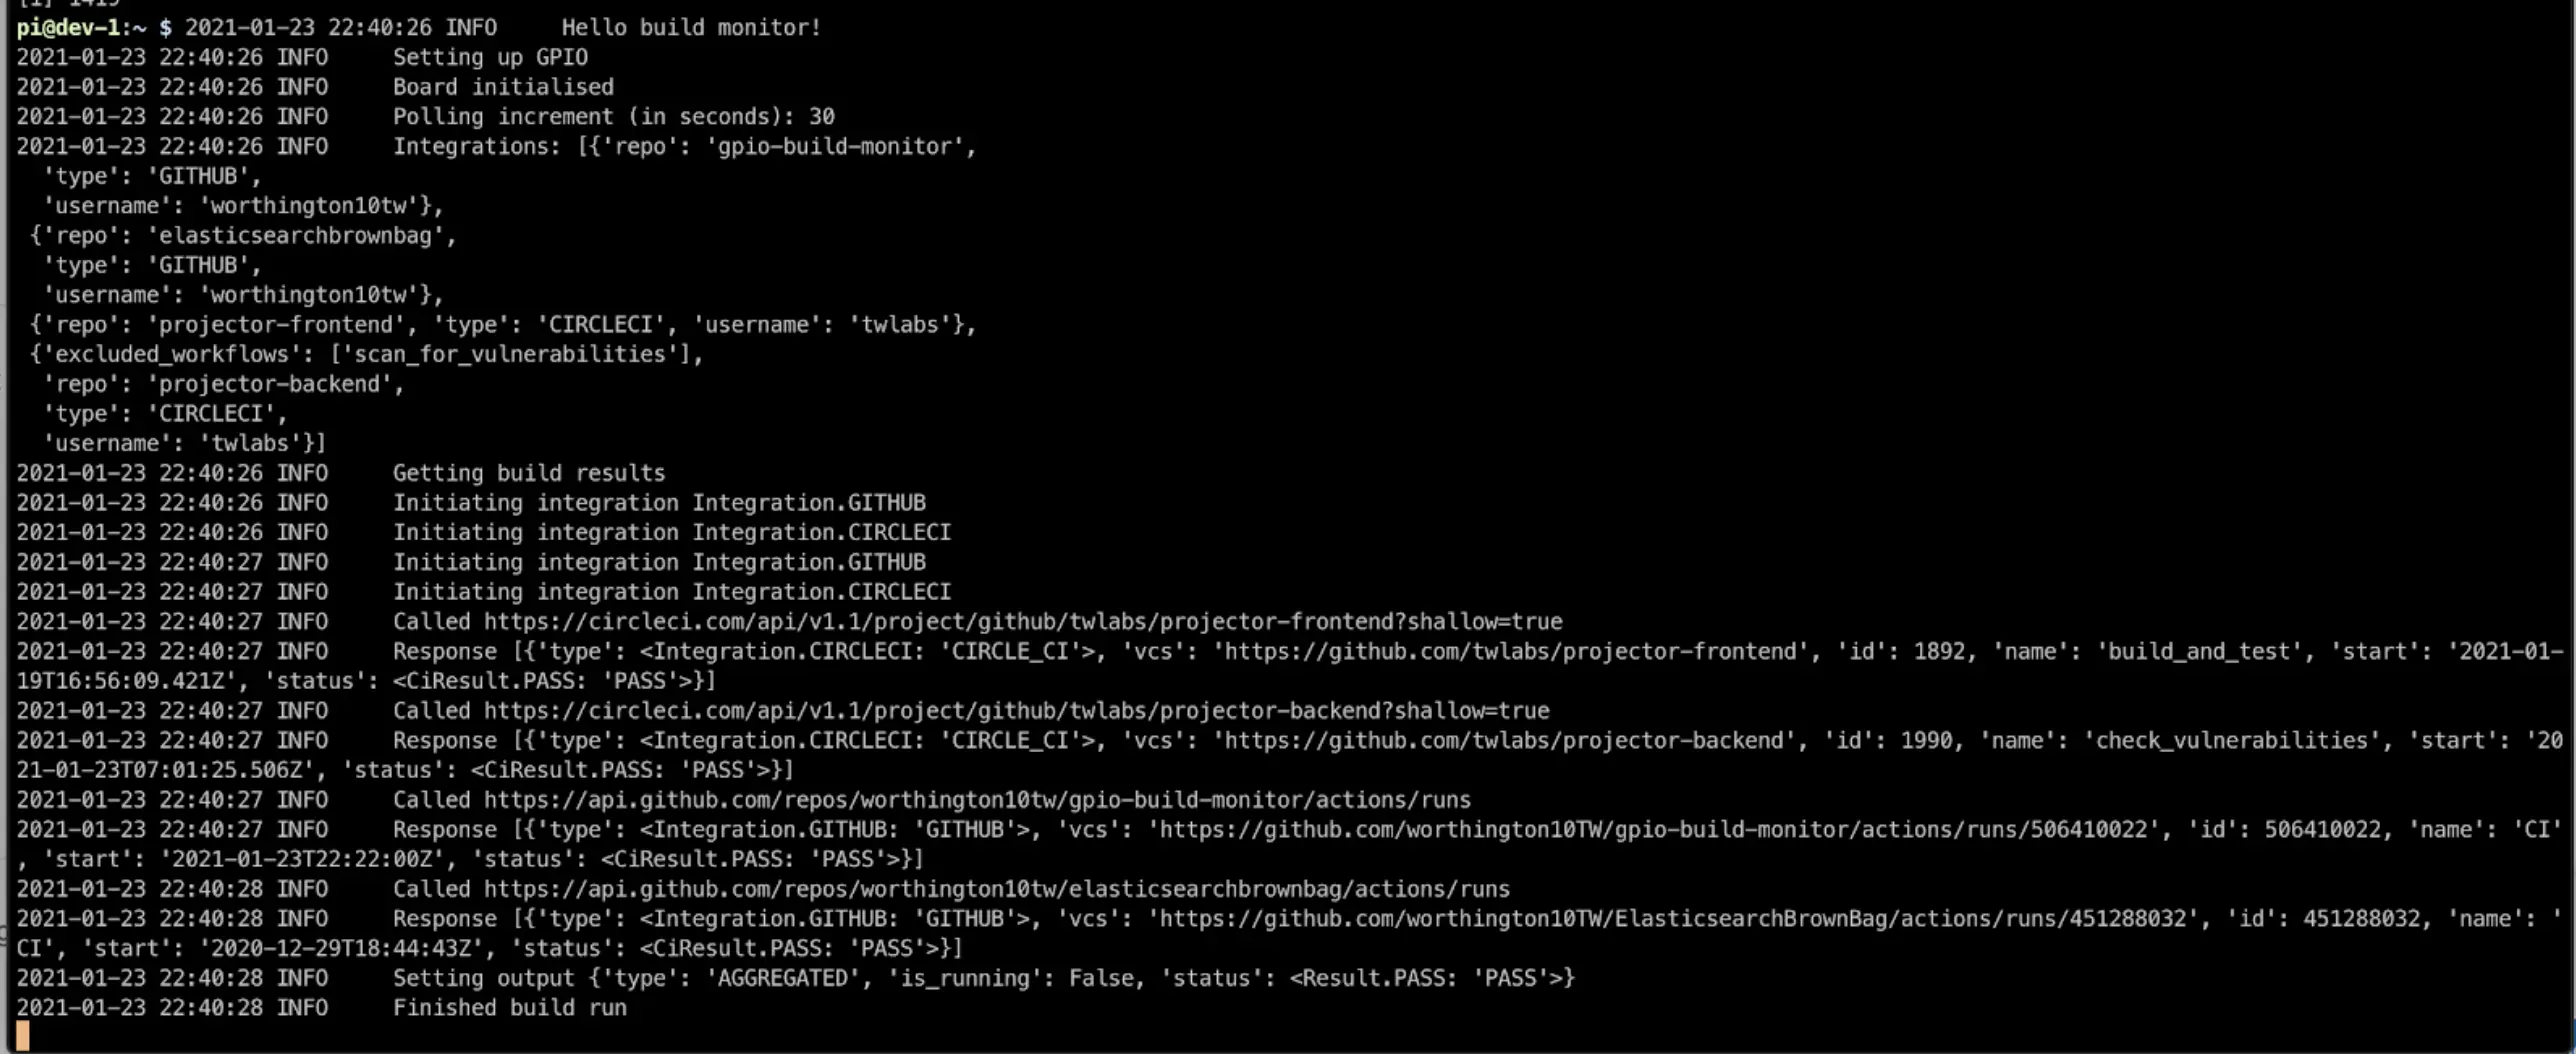 [1] 1419
pi@dev-1:~ $ 2021-01-23 22:40:26 INFO     Hello build monitor!
2021-01-23 22:40:26 INFO     Setting up GPIO
2021-01-23 22:40:26 INFO     Board initialised
2021-01-23 22:40:26 INFO     Polling increment (in seconds): 30
2021-01-23 22:40:26 INFO     Integrations: [{'repo': 'gpio-build-monitor',
  'type': 'GITHUB',
  'username': 'worthington10tw'},
 {'repo': 'elasticsearchbrownbag',
  'type': 'GITHUB',
  'username': 'worthington10tw'},
 {'repo': 'projector-frontend', 'type': 'CIRCLECI', 'username': 'twlabs'},
 {'excluded_workflows': ['scan_for_vulnerabilities'],
  'repo': 'projector-backend',
  'type': 'CIRCLECI',
  'username': 'twlabs'}]
2021-01-23 22:40:26 INFO     Getting build results
2021-01-23 22:40:26 INFO     Initiating integration Integration.GITHUB
2021-01-23 22:40:26 INFO     Initiating integration Integration.CIRCLECI
2021-01-23 22:40:27 INFO     Initiating integration Integration.GITHUB
2021-01-23 22:40:27 INFO     Initiating integration Integration.CIRCLECI
2021-01-23 22:40:27 INFO     Called https://circleci.com/api/v1.1/project/github/twlabs/projector-frontend?shallow=true
2021-01-23 22:40:27 INFO     Response [{'type': <Integration.CIRCLECI: 'CIRCLE_CI'>, 'vcs': 'https://github.com/twlabs/projector-frontend', 'id': 1892, 'name': 'build_and_test', 'start': '2021-01-
19T16:56:09.421Z', 'status': <CiResult.PASS: 'PASS'>}]
2021-01-23 22:40:27 INFO     Called https://circleci.com/api/v1.1/project/github/twlabs/projector-backend?shallow=true
2021-01-23 22:40:27 INFO     Response [{'type': <Integration.CIRCLECI: 'CIRCLE_CI'>, 'vcs': 'https://github.com/twlabs/projector-backend', 'id': 1990, 'name': 'check_vulnerabilities', 'start': '20
21-01-23T07:01:25.506Z', 'status': <CiResult.PASS: 'PASS'>}]
2021-01-23 22:40:27 INFO     Called https://api.github.com/repos/worthington10tw/gpio-build-monitor/actions/runs
2021-01-23 22:40:27 INFO     Response [{'type': <Integration.GITHUB: 'GITHUB'>, 'vcs': 'https://github.com/worthington10TW/gpio-build-monitor/actions/runs/506410022', 'id': 506410022, 'name': 'CI'
, 'start': '2021-01-23T22:22:00Z', 'status': <CiResult.PASS: 'PASS'>}]
2021-01-23 22:40:28 INFO     Called https://api.github.com/repos/worthington10tw/elasticsearchbrownbag/actions/runs
2021-01-23 22:40:28 INFO     Response [{'type': <Integration.GITHUB: 'GITHUB'>, 'vcs': 'https://github.com/worthington10TW/ElasticsearchBrownBag/actions/runs/451288032', 'id': 451288032, 'name': '
CI', 'start': '2020-12-29T18:44:43Z', 'status': <CiResult.PASS: 'PASS'>}]
2021-01-23 22:40:28 INFO     Setting output {'type': 'AGGREGATED', 'is_running': False, 'status': <Result.PASS: 'PASS'>}
2021-01-23 22:40:28 INFO     Finished build run